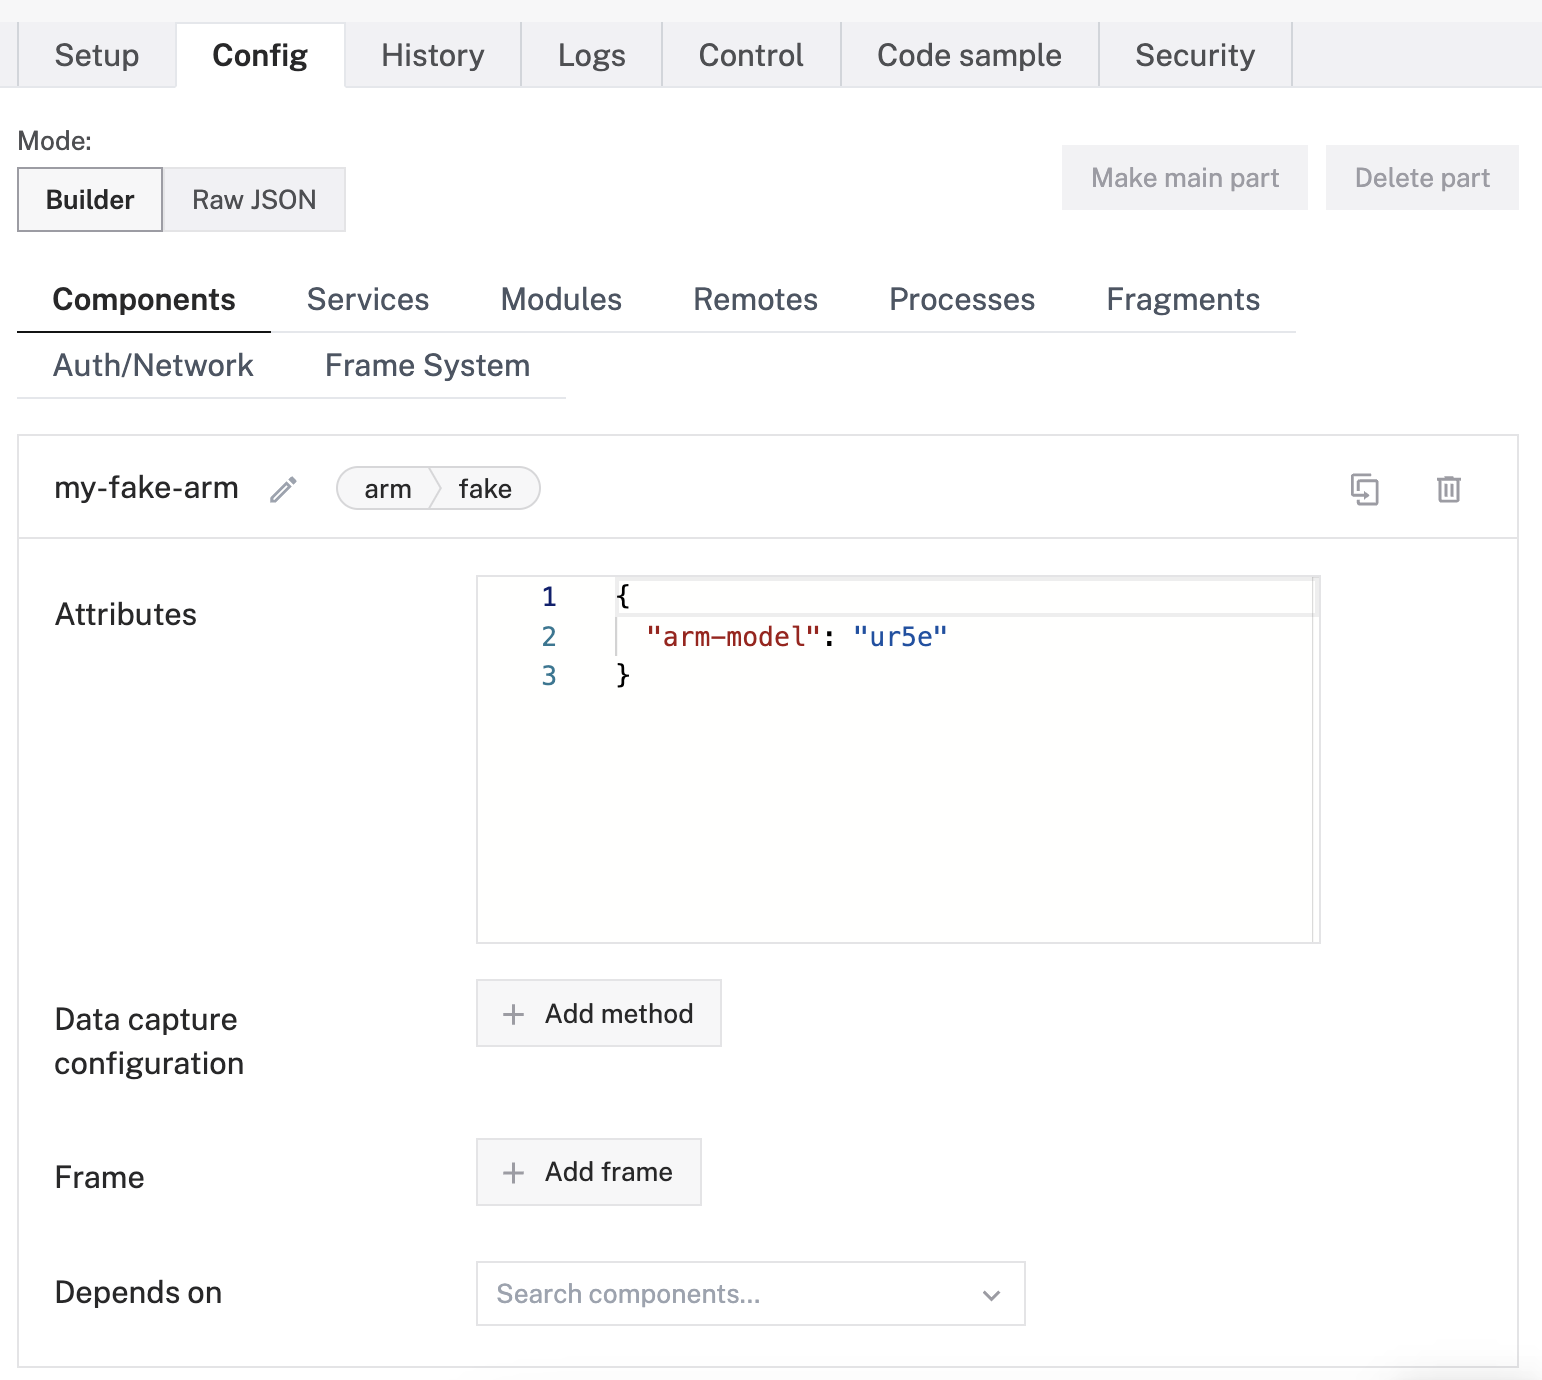 Setup Config History Logs Control Code sample Security
Mode:
Builder Raw JSON Make main part Delete part
Components Services Modules Remotes Processes Fragments
Auth/Network Frame System
my-fake-arm arm fake
Attributes
1 {
2 "arm-model": "ur5e"
3 }
Data capture
configuration
Add method
Frame
Add frame
Depends on
Search components...